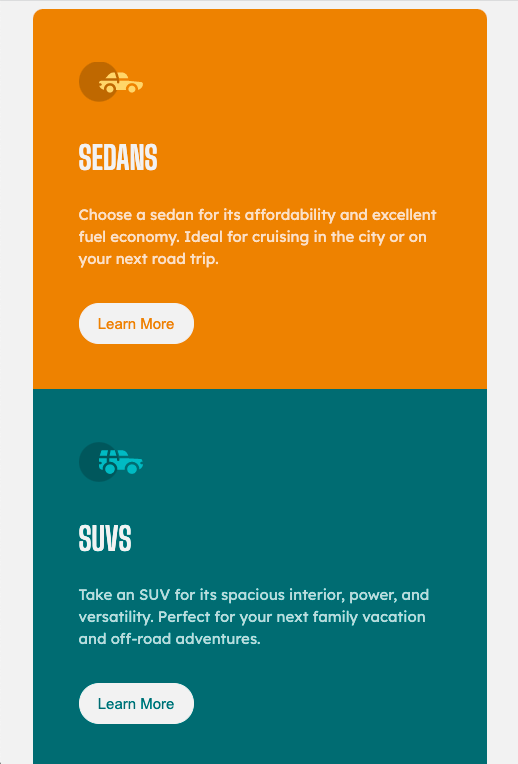 SEDANS
Choose a sedan for its affordability and excellent
fuel economy. Ideal for cruising in the city or on
your next road trip.
Learn More
SUVS
Take an SUV for its spacious interior, power, and
versatility. Perfect for your next family vacation
and off-road adventures.
Learn More